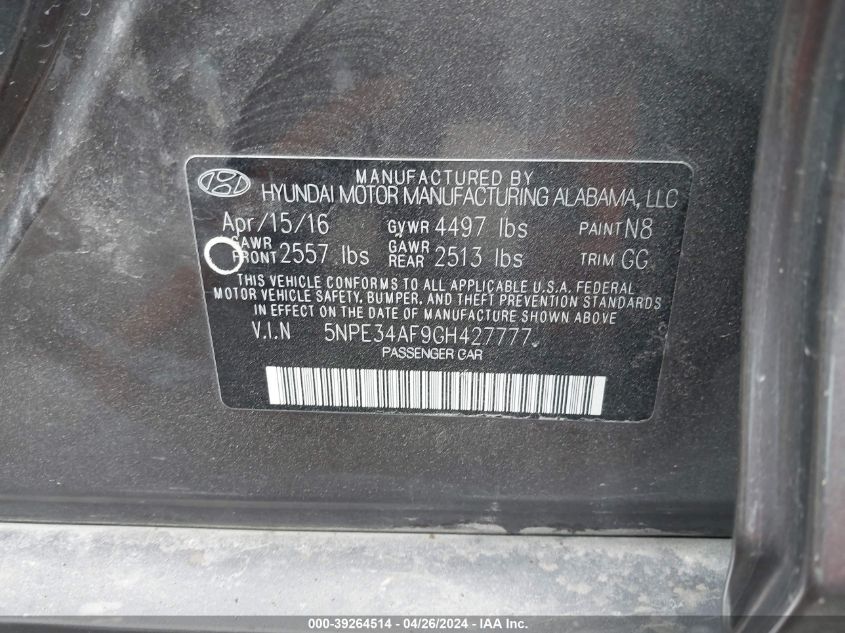 MANUFACTURED BY
HYUNDAI MOTOR MANUFACTURING ALABAMA, LLC
Apr/15/16 GVWR 4497 lbs PAINT N8
GAWR FRONT 2557 lbs GAWR REAR 2513 lbs TRIM GG
THIS VEHICLE CONFORMS TO ALL APPLICABLE U.S.A. FEDERAL
MOTOR VEHICLE SAFETY, BUMPER, AND THEFT PREVENTION STANDARDS
IN EFFECT ON THE DATE OF MANUFACTURE SHOWN ABOVE
V.I.N 5NPE34AF9GH427777
PASSENGER CAR
000-39264514 - 04/26/2024 - IAA Inc.